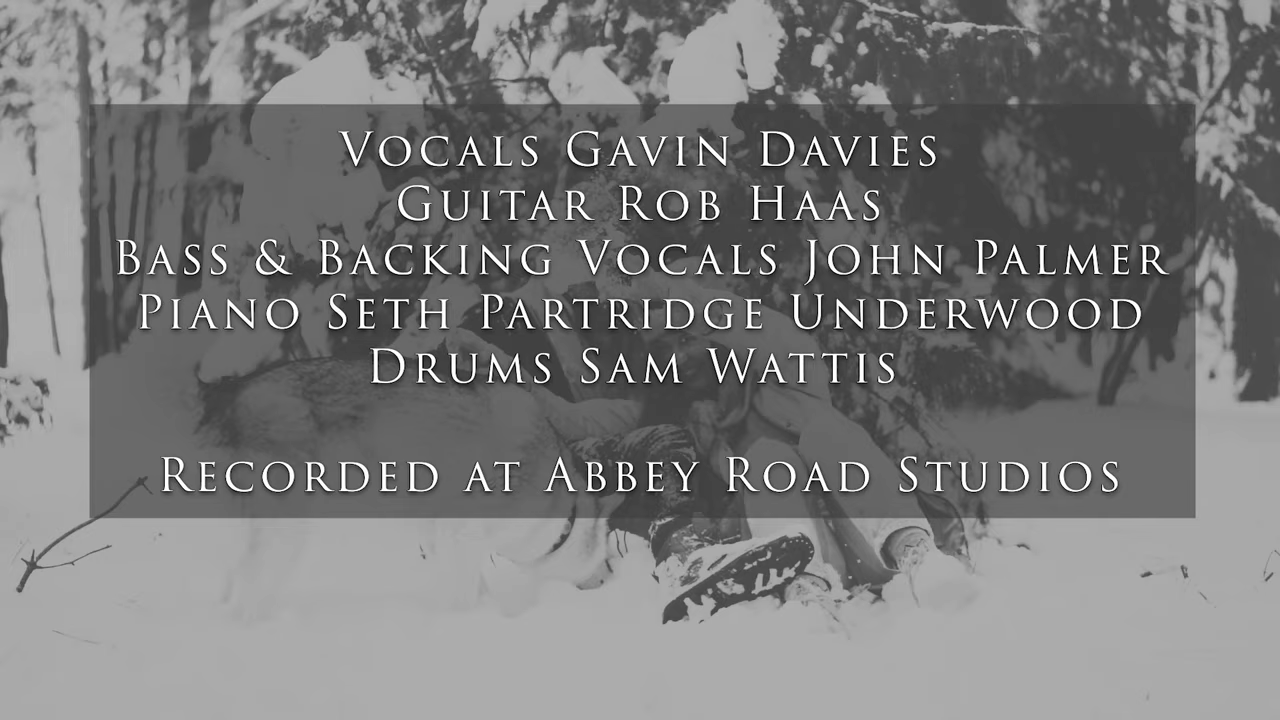 Vocals Gavin Davies
Guitar Rob Haas
Bass & Backing Vocals John Palmer
Piano Seth Partridge Underwood
Drums Sam Wattis
Recorded at Abbey Road Studios